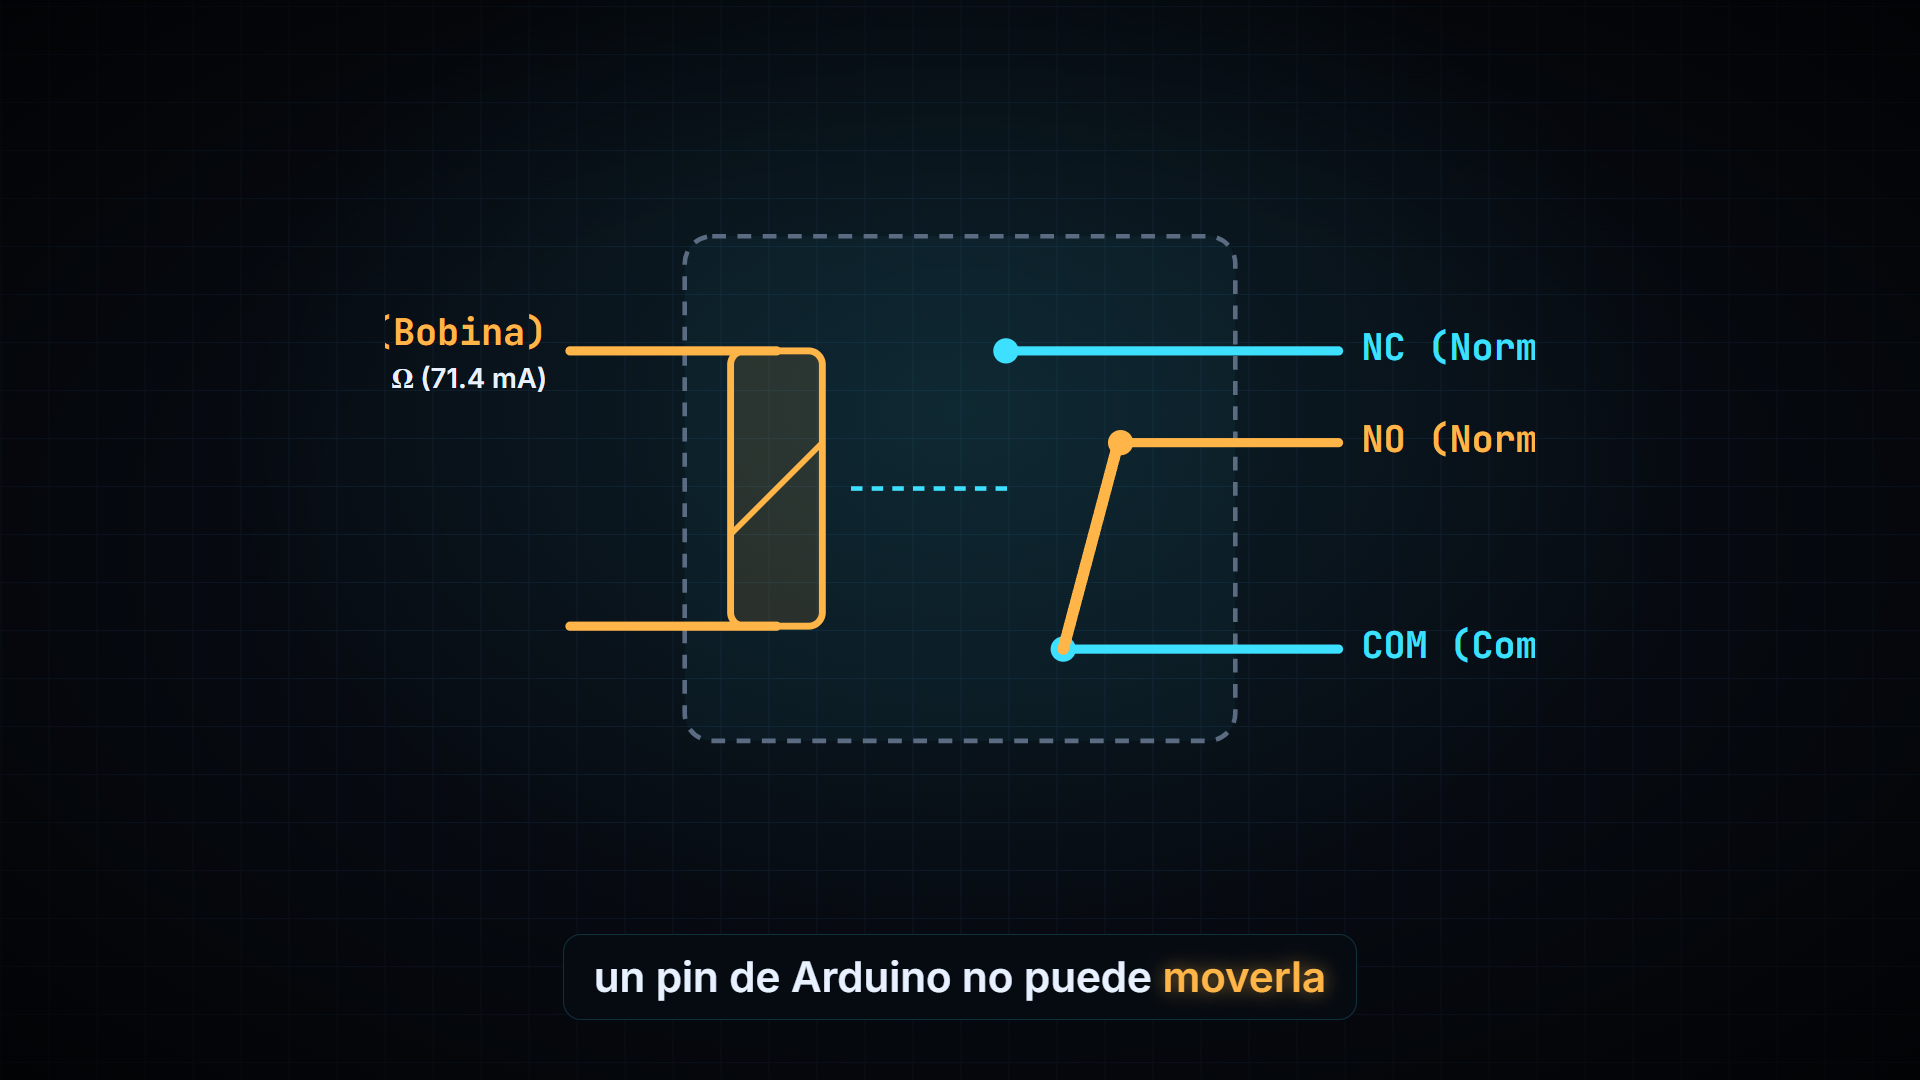 (Bobina)
Ω (71.4 mA)
NC (Norm
NO (Norm
COM (Com
un pin de Arduino no puede moverla